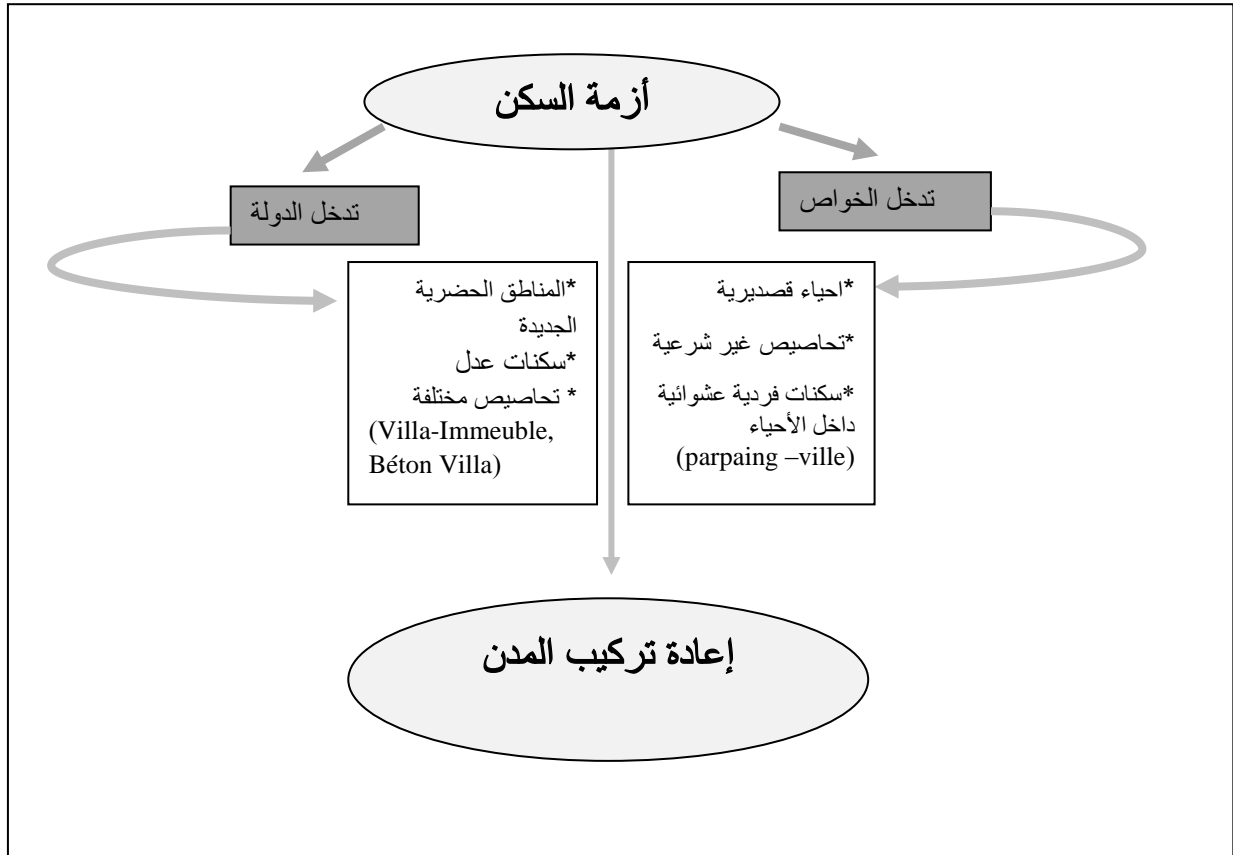 أزمة السكن
تدخل الخواص
تدخل الدولة
*احياء قصديرية
*تحاصيص غير شرعية
*سكنات فردية عشوائية
داخل الأحياء
(parpaing –ville)
*المناطق الحضرية
الجديدة
*سكنات عدل
* تحاصيص مختلفة
(Villa-Immeuble,
Béton Villa)
إعادة تركيب المدن